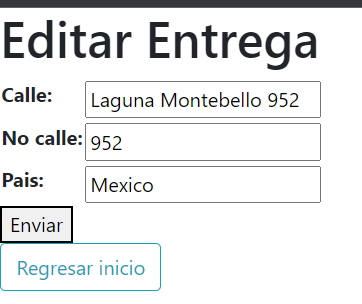 Editar Entrega
Calle: Laguna Montebello 952
No calle: 952
Pais: Mexico
Enviar
Regresar inicio